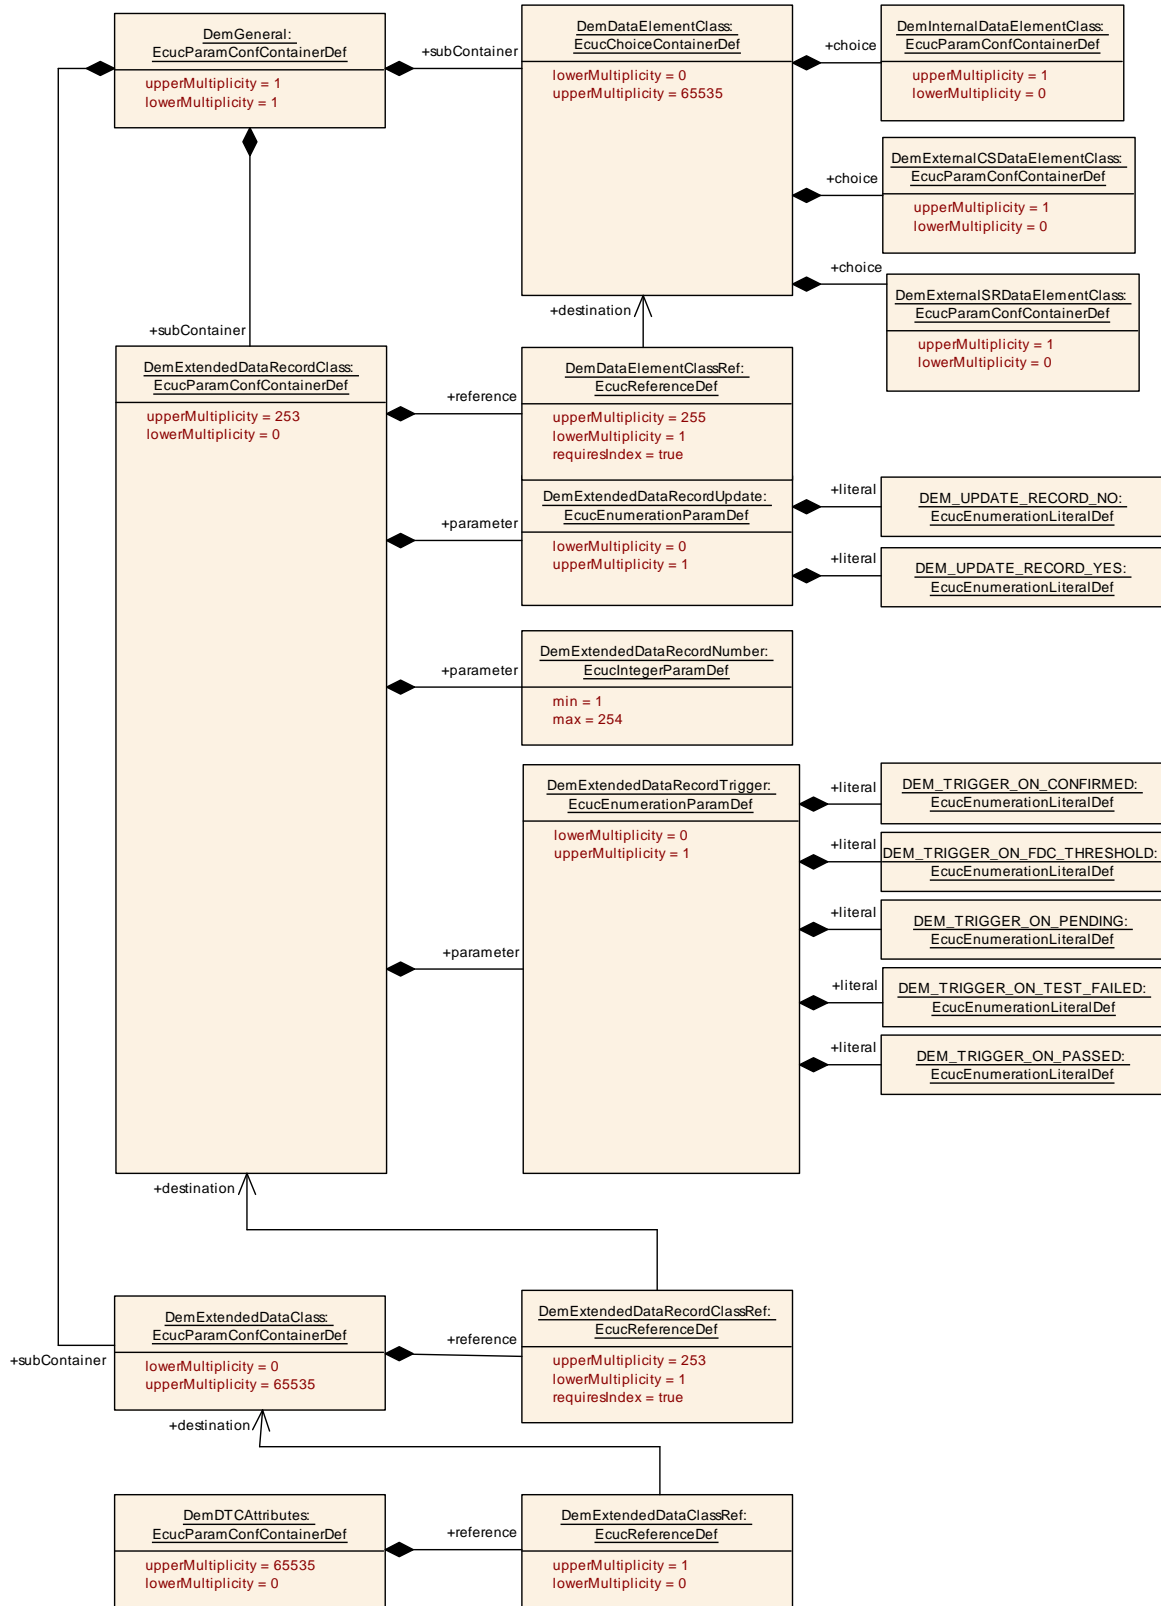 DemGeneral:
EcucParamConfContainerDef
upperMultiplicity = 1
lowerMultiplicity = 1
+subContainer
DemDataElementClass:
EcucChoiceContainerDef
lowerMultiplicity = 0
upperMultiplicity = 65535
+choice
DemInternalDataElementClass:
EcucParamConfContainerDef
upperMultiplicity = 1
lowerMultiplicity = 0
+choice
DemExternalCSDataElementClass:
EcucParamConfContainerDef
upperMultiplicity = 1
lowerMultiplicity = 0
+choice
DemExternalSRDataElementClass:
EcucParamConfContainerDef
upperMultiplicity = 1
lowerMultiplicity = 0
+destination
+subContainer
DemExtendedDataRecordClass:
EcucParamConfContainerDef
upperMultiplicity = 253
lowerMultiplicity = 0
+reference
DemDataElementClassRef:
EcucReferenceDef
upperMultiplicity = 255
lowerMultiplicity = 1
requiresIndex = true
+parameter
DemExtendedDataRecordUpdate:
EcucEnumerationParamDef
lowerMultiplicity = 0
upperMultiplicity = 1
+literal
DEM_UPDATE_RECORD_NO:
EcucEnumerationLiteralDef
+literal
DEM_UPDATE_RECORD_YES:
EcucEnumerationLiteralDef
+parameter
DemExtendedDataRecordNumber:
EcucIntegerParamDef
min = 1
max = 254
+parameter
DemExtendedDataRecordTrigger:
EcucEnumerationParamDef
lowerMultiplicity = 0
upperMultiplicity = 1
+literal
DEM_TRIGGER_ON_CONFIRMED:
EcucEnumerationLiteralDef
+literal
DEM_TRIGGER_ON_FDC_THRESHOLD:
EcucEnumerationLiteralDef
+literal
DEM_TRIGGER_ON_PENDING:
EcucEnumerationLiteralDef
+literal
DEM_TRIGGER_ON_TEST_FAILED:
EcucEnumerationLiteralDef
+literal
DEM_TRIGGER_ON_PASSED:
EcucEnumerationLiteralDef
+destination
+subContainer
DemExtendedDataClass:
EcucParamConfContainerDef
lowerMultiplicity = 0
upperMultiplicity = 65535
+reference
DemExtendedDataRecordClassRef:
EcucReferenceDef
upperMultiplicity = 253
lowerMultiplicity = 1
requiresIndex = true
+destination
DemDTCAttributes:
EcucParamConfContainerDef
upperMultiplicity = 65535
lowerMultiplicity = 0
+reference
DemExtendedDataClassRef:
EcucReferenceDef
upperMultiplicity = 1
lowerMultiplicity = 0